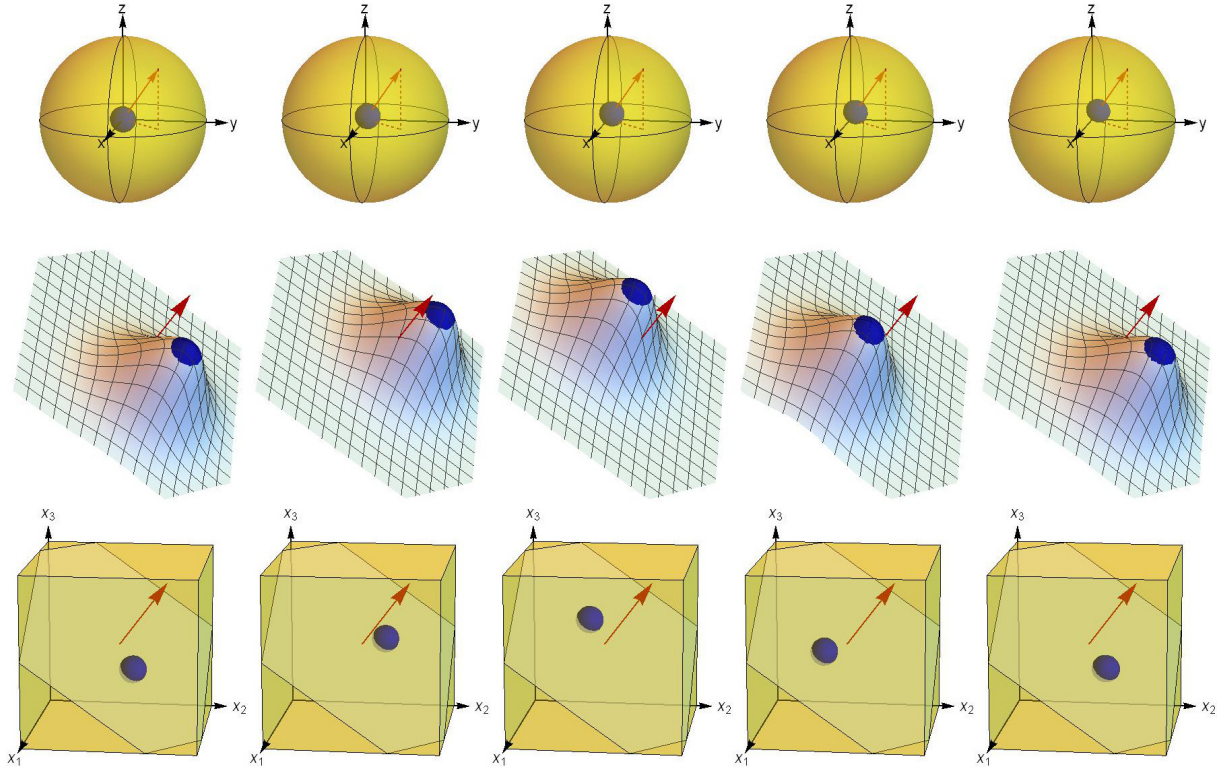 z z z z z
y y y y y
x x x x x
x₃ x₃ x₃ x₃ x₃
x₂ x₂ x₂ x₂ x₂
x₁ x₁ x₁ x₁ x₁